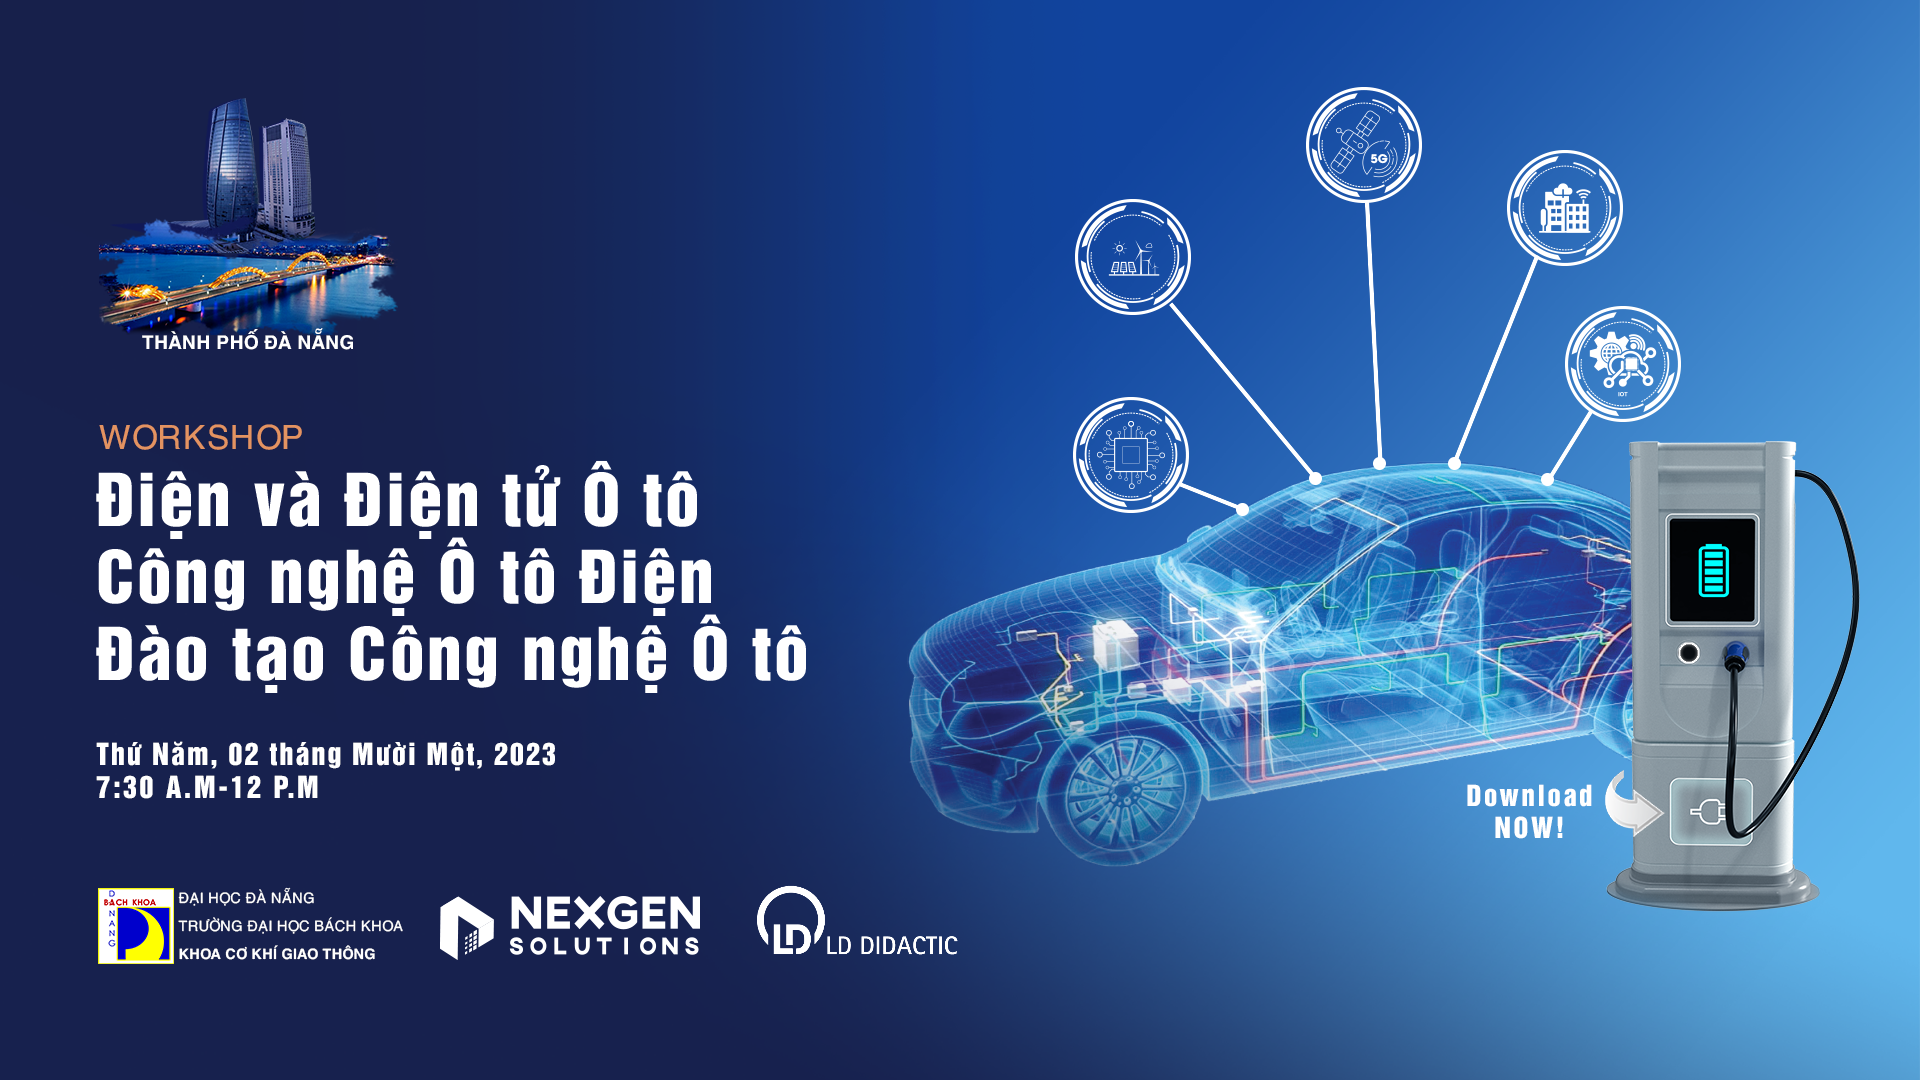 THÀNH PHỐ ĐÀ NẴNG
WORKSHOP
Điện và Điện tử Ô tô
Công nghệ Ô tô Điện
Đào tạo Công nghệ Ô tô
Thứ Năm, 02 tháng Mười Một, 2023
7:30 A.M-12 P.M
5G
IOT
Download
NOW!
DANANG
BÁCH KHOA
ĐẠI HỌC ĐÀ NẴNG
TRƯỜNG ĐẠI HỌC BÁCH KHOA
KHOA CƠ KHÍ GIAO THÔNG
NEXGEN
SOLUTIONS
LD
LD DIDACTIC